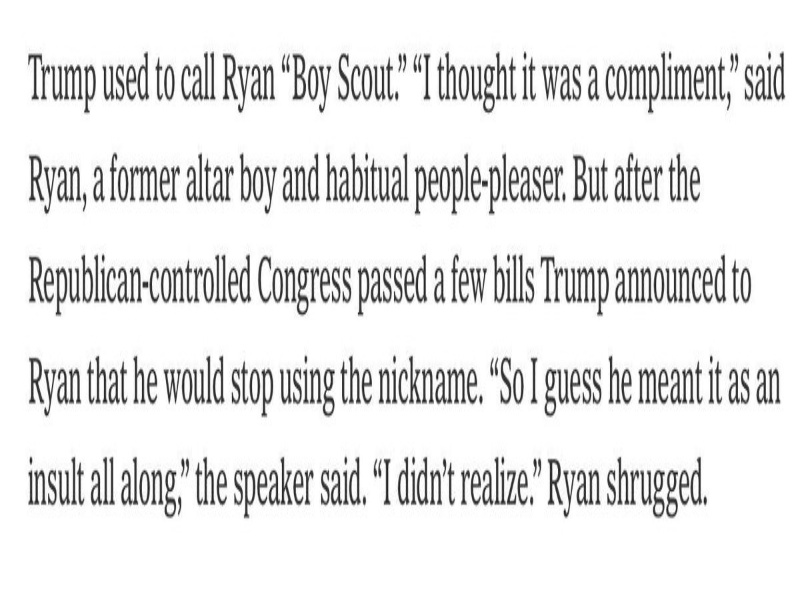 Trump used to call Ryan “Boy Scout.” “I thought it was a compliment,” said
Ryan, a former altar boy and habitual people-pleaser. But after the
Republican-controlled Congress passed a few bills Trump announced to
Ryan that he would stop using the nickname. “So I guess he meant it as an
insult all along,” the speaker said. “I didn’t realize.” Ryan shrugged.